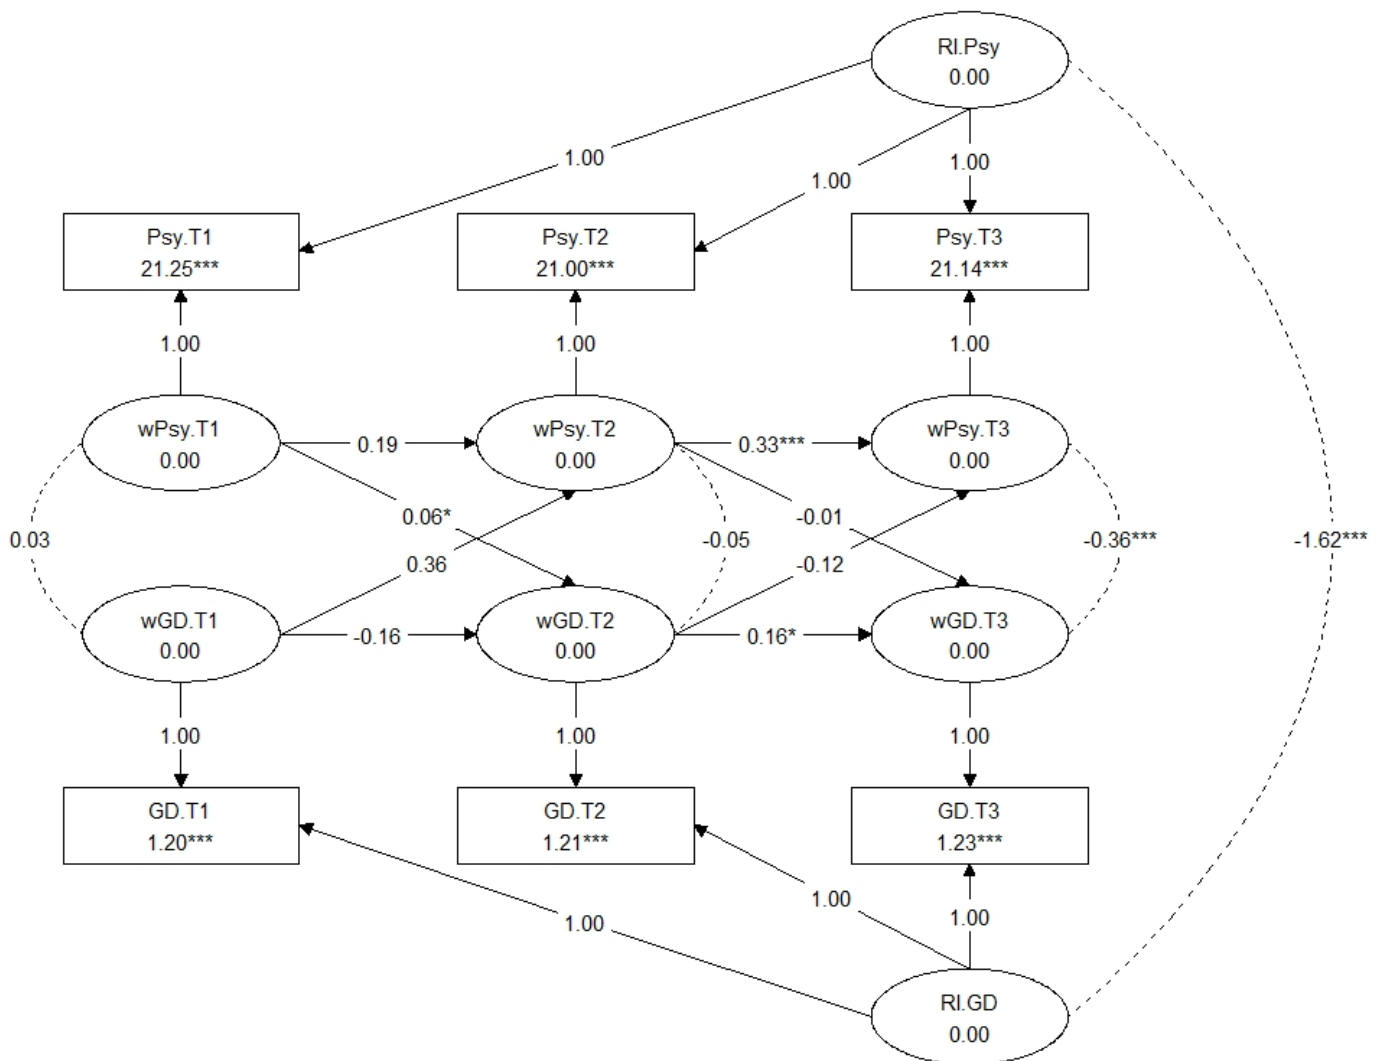 RI.Psy
0.00
1.00
1.00
1.00
Psy.T1
21.25***
Psy.T2
21.00***
Psy.T3
21.14***
1.00
1.00
1.00
wPsy.T1
0.00
0.19
wPsy.T2
0.00
0.33***
wPsy.T3
0.00
0.03
0.06*
0.36
-0.05
-0.01
-0.12
-0.36***
-1.62***
wGD.T1
0.00
-0.16
wGD.T2
0.00
0.16*
wGD.T3
0.00
1.00
1.00
1.00
GD.T1
1.20***
GD.T2
1.21***
GD.T3
1.23***
1.00
1.00
1.00
RI.GD
0.00